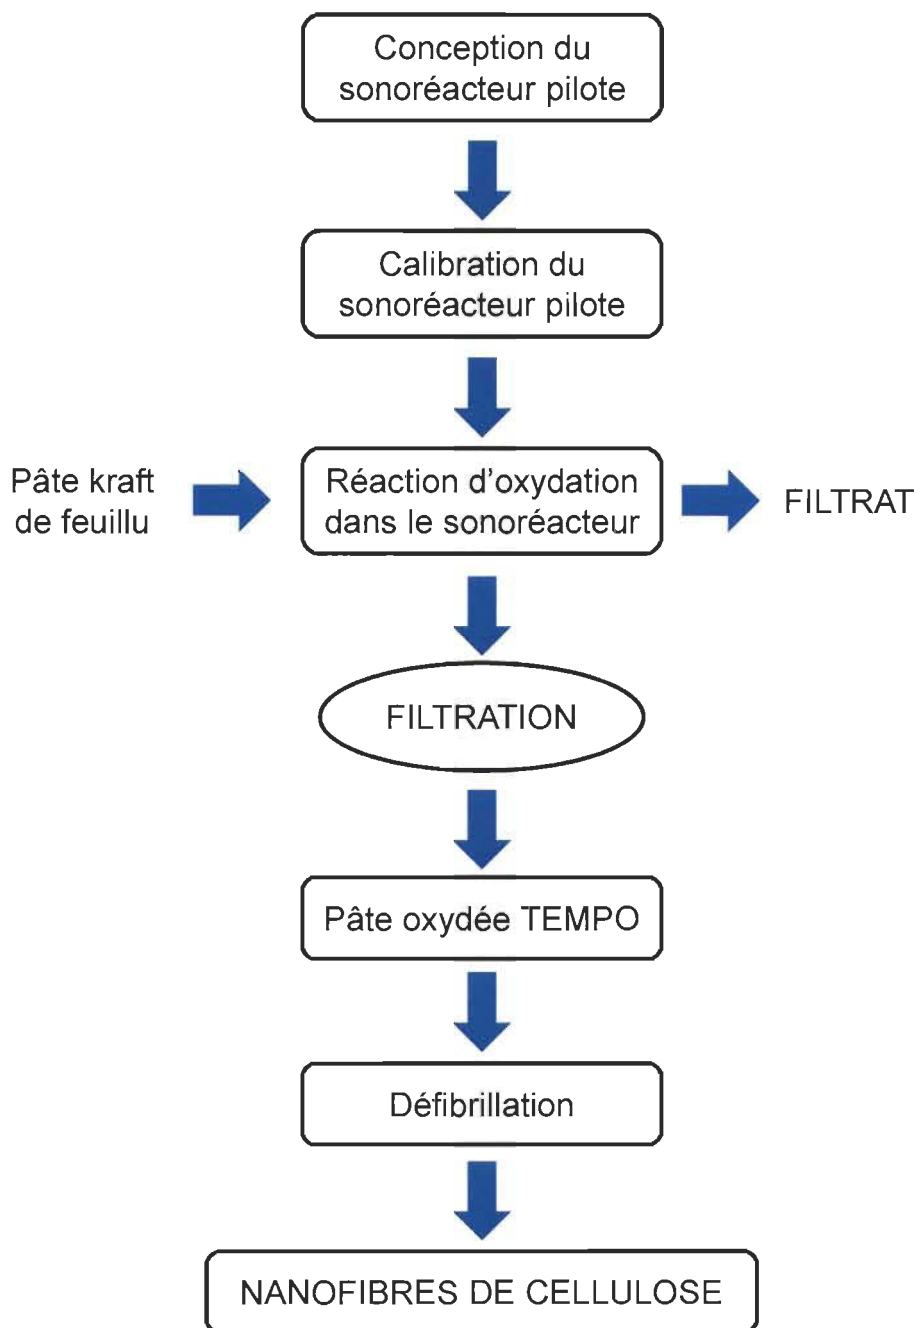 Conception du
sonoréacteur pilote
Calibration du
sonoréacteur pilote
Pâte kraft
de feuillu
Réaction d'oxydation
dans le sonoréacteur
FILTRAT
FILTRATION
Pâte oxydée TEMPO
Défibrillation
NANOFIBRES DE CELLULOSE